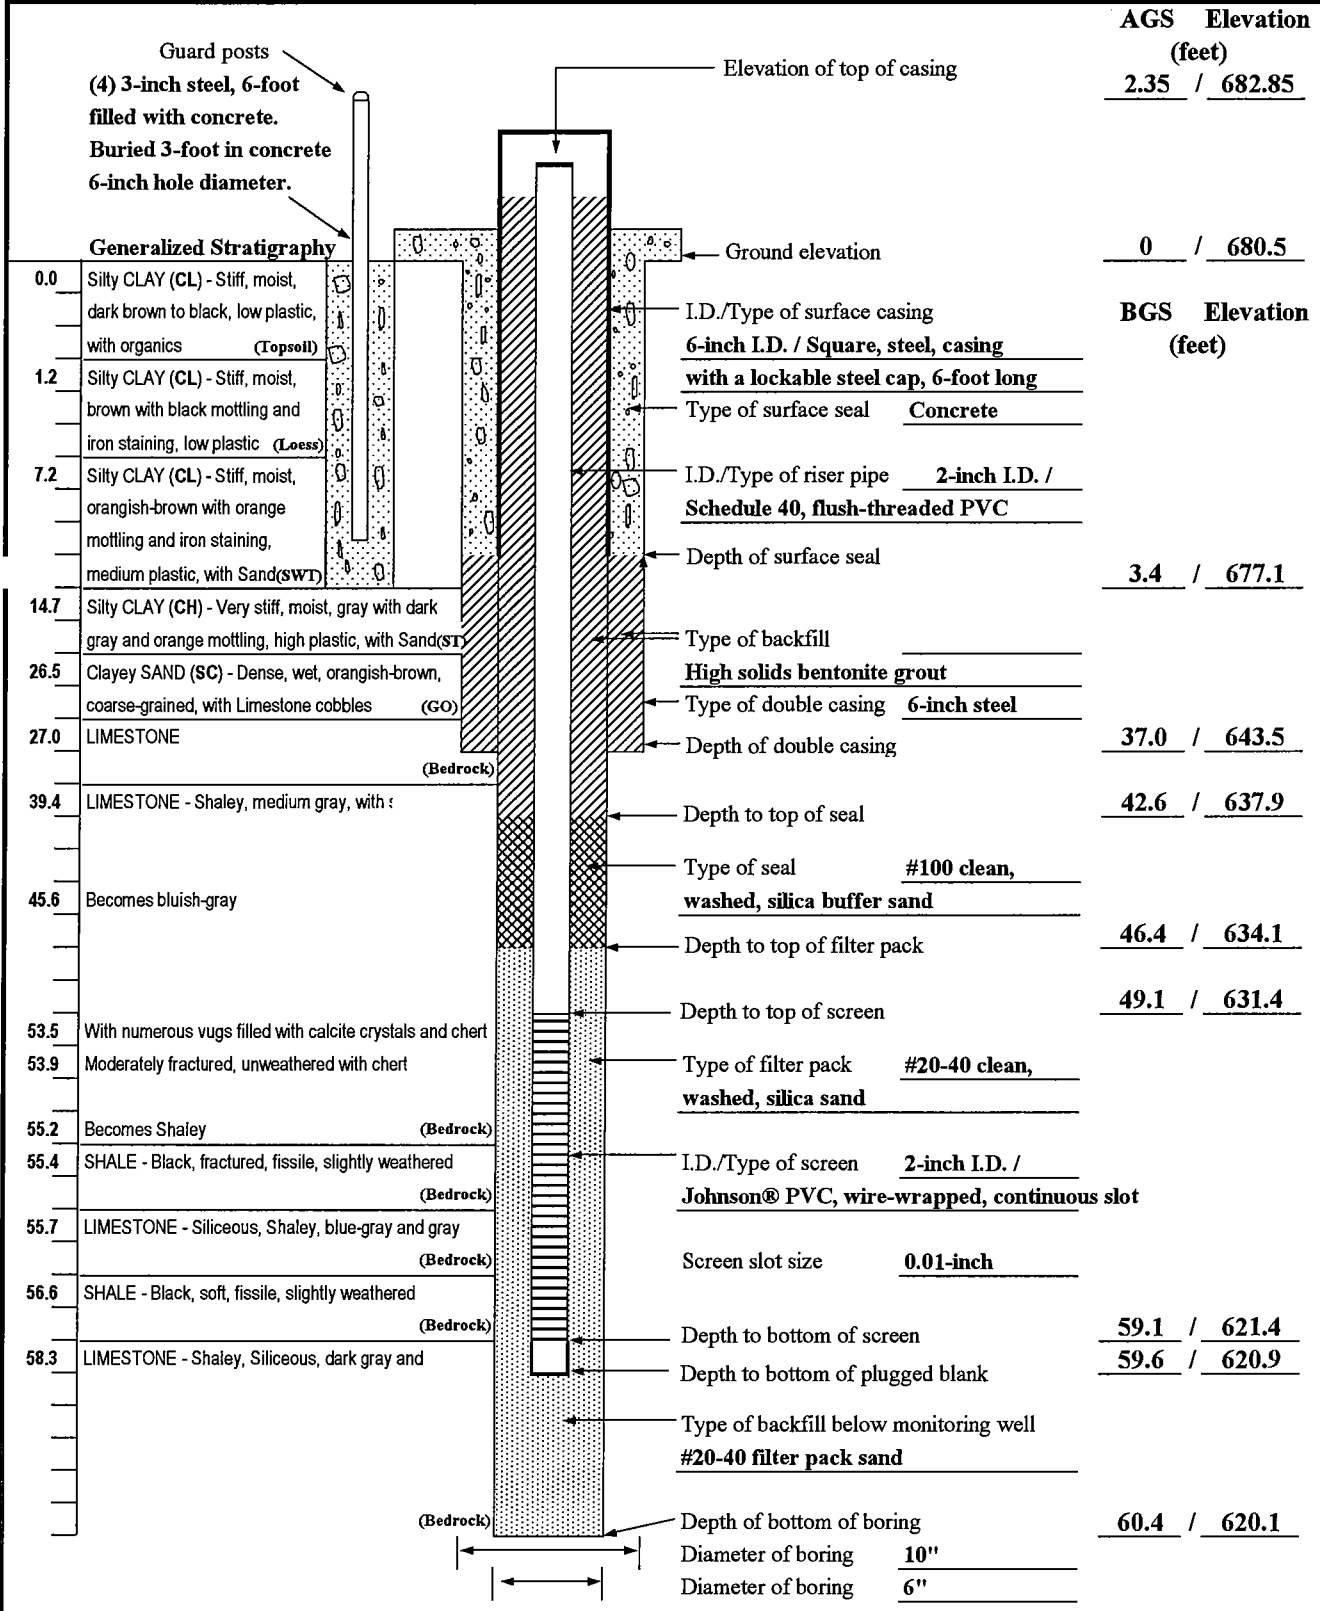 AGS Elevation
(feet)
Guard posts
(4) 3-inch steel, 6-foot
filled with concrete.
Buried 3-foot in concrete
6-inch hole diameter.
Elevation of top of casing
2.35 / 682.85
Generalized Stratigraphy
Ground elevation
0 / 680.5
BGS Elevation
(feet)
0.0 Silty CLAY (CL) - Stiff, moist,
dark brown to black, low plastic,
with organics (Topsoil)
1.2 Silty CLAY (CL) - Stiff, moist,
brown with black mottling and
iron staining, low plastic (Loess)
7.2 Silty CLAY (CL) - Stiff, moist,
orangish-brown with orange
mottling and iron staining,
medium plastic, with Sand(SWT)
14.7 Silty CLAY (CH) - Very stiff, moist, gray with dark
gray and orange mottling, high plastic, with Sand(ST)
26.5 Clayey SAND (SC) - Dense, wet, orangish-brown,
coarse-grained, with Limestone cobbles (GO)
27.0 LIMESTONE
(Bedrock)
39.4 LIMESTONE - Shaley, medium gray, with
45.6 Becomes bluish-gray
53.5 With numerous vugs filled with calcite crystals and chert
53.9 Moderately fractured, unweathered with chert
55.2 Becomes Shaley (Bedrock)
55.4 SHALE - Black, fractured, fissile, slightly weathered
(Bedrock)
55.7 LIMESTONE - Siliceous, Shaley, blue-gray and gray
(Bedrock)
56.6 SHALE - Black, soft, fissile, slightly weathered
(Bedrock)
58.3 LIMESTONE - Shaley, Siliceous, dark gray and
(Bedrock)
I.D./Type of surface casing
6-inch I.D. / Square, steel, casing
with a lockable steel cap, 6-foot long
Type of surface seal Concrete
I.D./Type of riser pipe 2-inch I.D. /
Schedule 40, flush-threaded PVC
Depth of surface seal
3.4 / 677.1
Type of backfill
High solids bentonite grout
Type of double casing 6-inch steel
Depth of double casing
37.0 / 643.5
Depth to top of seal
42.6 / 637.9
Type of seal #100 clean,
washed, silica buffer sand
Depth to top of filter pack
46.4 / 634.1
Depth to top of screen
49.1 / 631.4
Type of filter pack #20-40 clean,
washed, silica sand
I.D./Type of screen 2-inch I.D. /
Johnson® PVC, wire-wrapped, continuous slot
Screen slot size 0.01-inch
Depth to bottom of screen
59.1 / 621.4
Depth to bottom of plugged blank
59.6 / 620.9
Type of backfill below monitoring well
#20-40 filter pack sand
Depth of bottom of boring
60.4 / 620.1
Diameter of boring 10"
Diameter of boring 6"